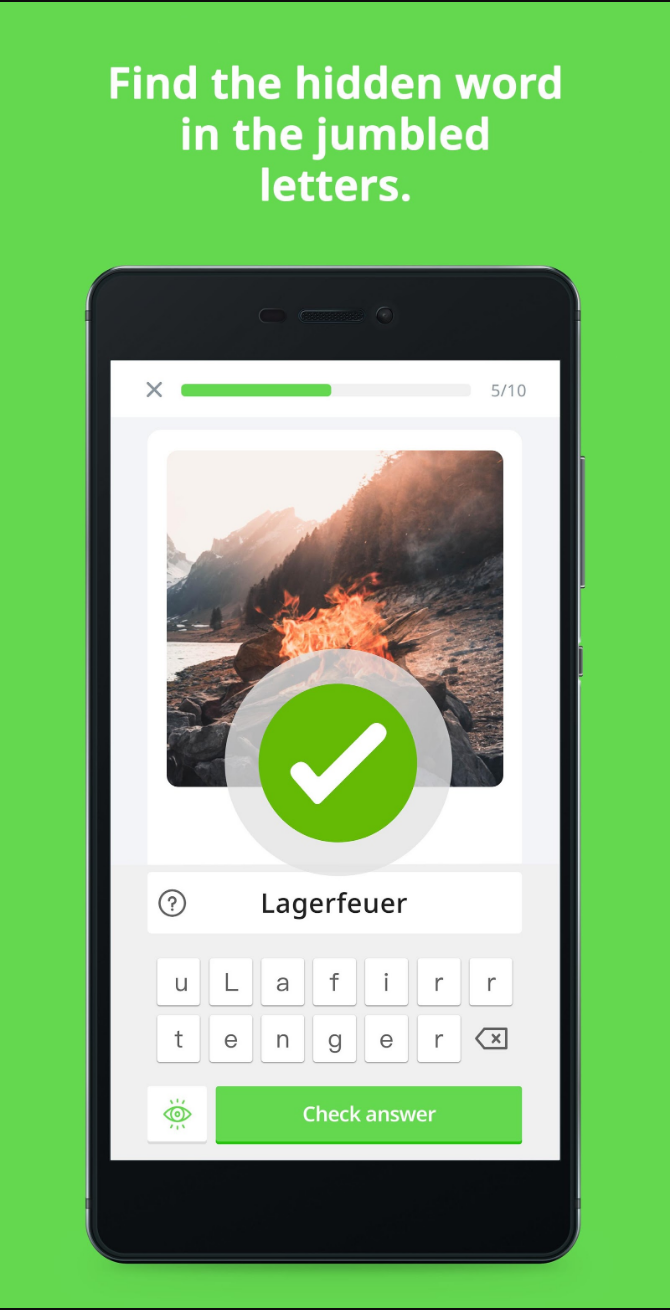 Find the hidden word
in the jumbled
letters.
5/10
Lagerfeuer
u L a f i r r
t e n g e r
Check answer